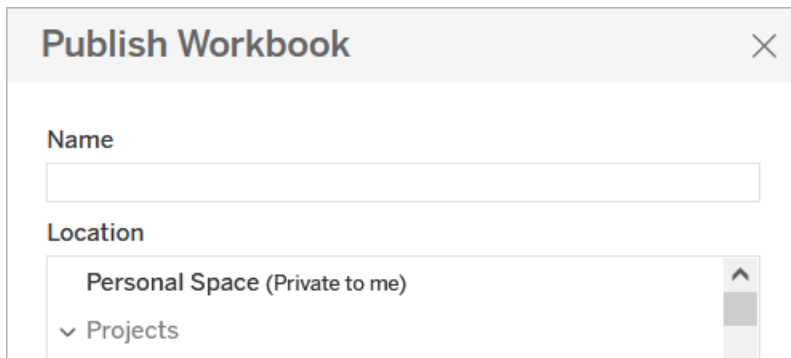 Publish Workbook
Name
Location
Personal Space (Private to me)
Projects